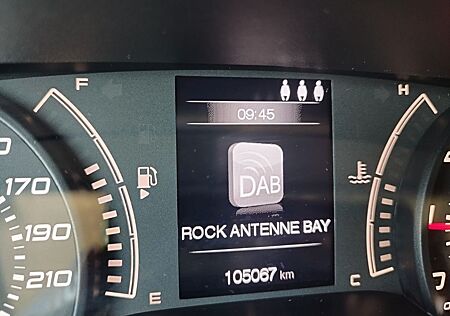 F
H
09:45
170
190
210
DAB
ROCK ANTENNE BAY
105067 km
E
C